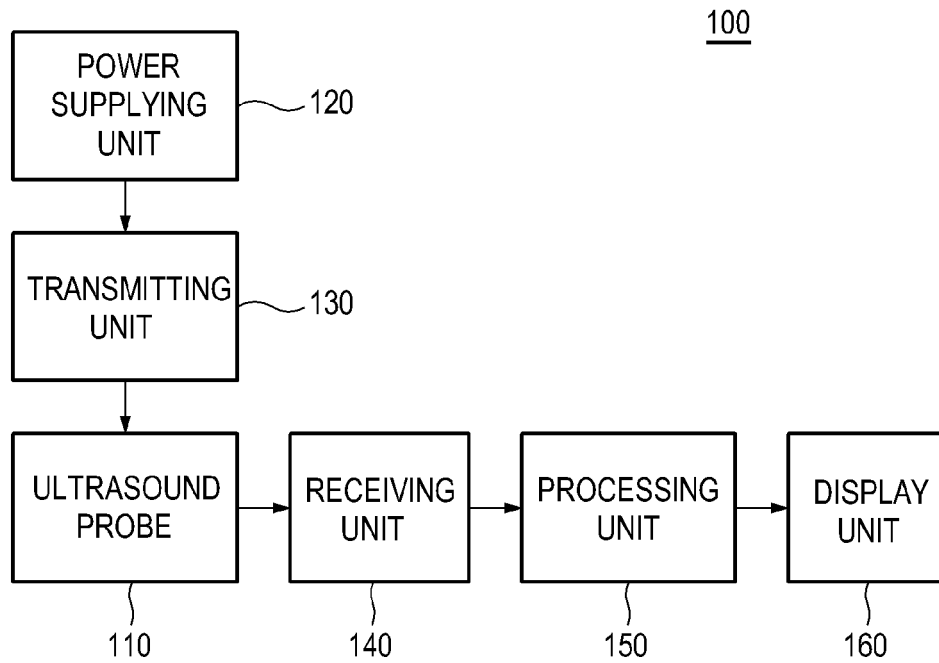 100
POWER
SUPPLYING
UNIT
120
TRANSMITTING
UNIT
130
ULTRASOUND
PROBE
RECEIVING
UNIT
PROCESSING
UNIT
DISPLAY
UNIT
110
140
150
160